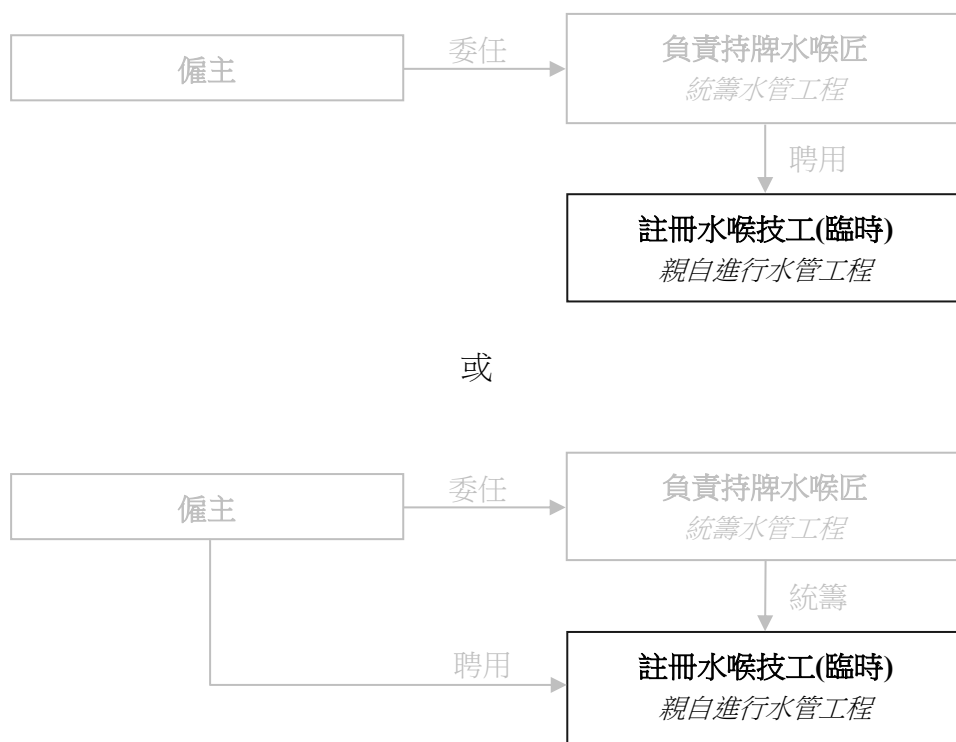 僱主
委任
負責持牌水喉匠
統籌水管工程
聘用
註冊水喉技工(臨時)
親自進行水管工程
或
僱主
委任
負責持牌水喉匠
統籌水管工程
統籌
聘用
註冊水喉技工(臨時)
親自進行水管工程